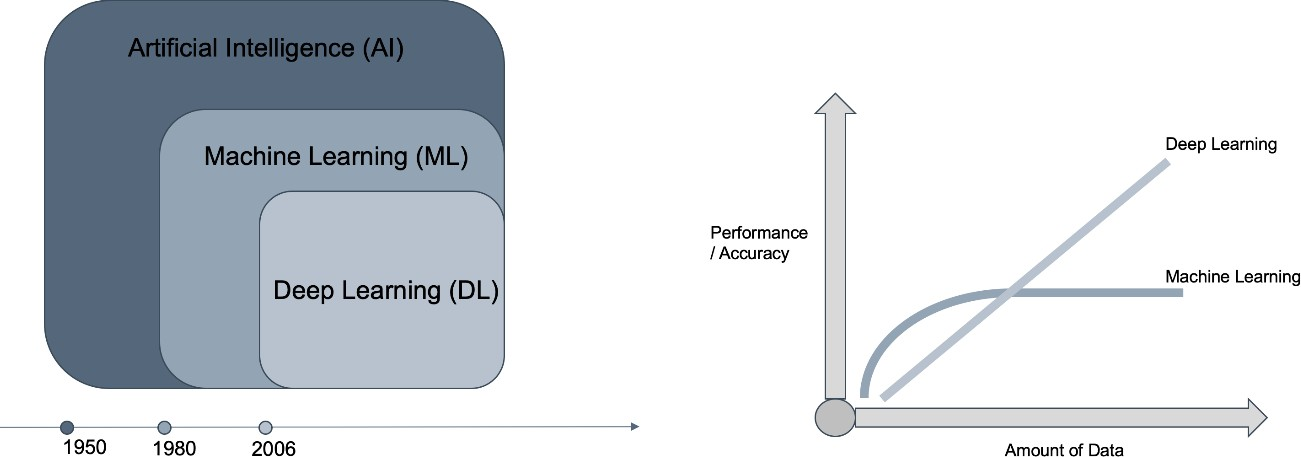 Artificial Intelligence (AI)
Machine Learning (ML)
Deep Learning (DL)
1950
1980
2006
Deep Learning
Performance
/ Accuracy
Machine Learning
Amount of Data